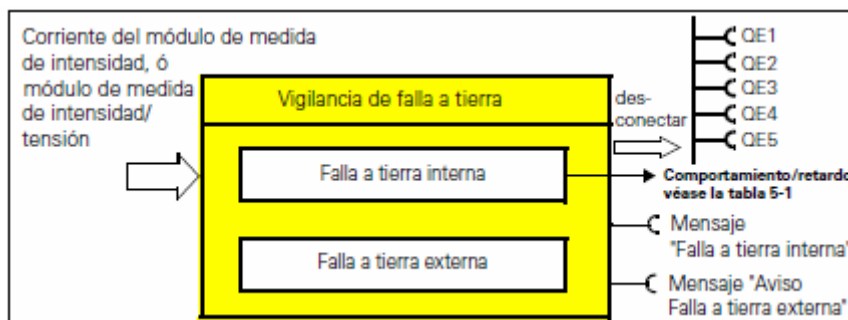 Corriente del módulo de medida
de intensidad, ó
módulo de medida
de intensidad/
tensión
Vigilancia de falla a tierra
Falla a tierra interna
Falla a tierra externa
des-
conectar
QE1
QE2
QE3
QE4
QE5
Comportamiento/retardo
véase la tabla 5-1
Mensaje
"Falla a tierra interna"
Mensaje "Aviso
Falla a tierra externa"